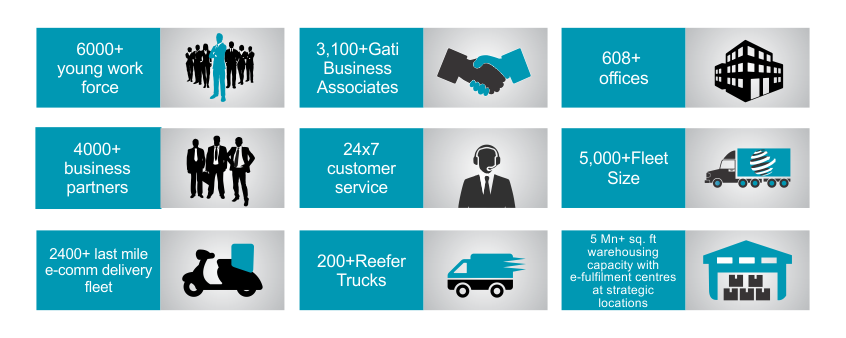 6000+
young work
force
3,100+Gati
Business
Associates
608+
offices
4000+
business
partners
24x7
customer
service
5,000+Fleet
Size
2400+ last mile
e-comm delivery
fleet
200+Reefer
Trucks
5 Mn+ sq. ft
warehousing
capacity with
e-fulfilment centres
at strategic
locations